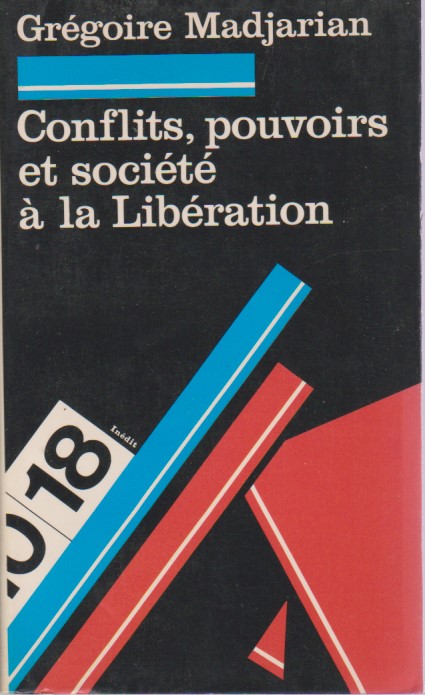 Grégoire Madjarian
Conflits, pouvoirs
et société
à la Libération
Inédit
10
18